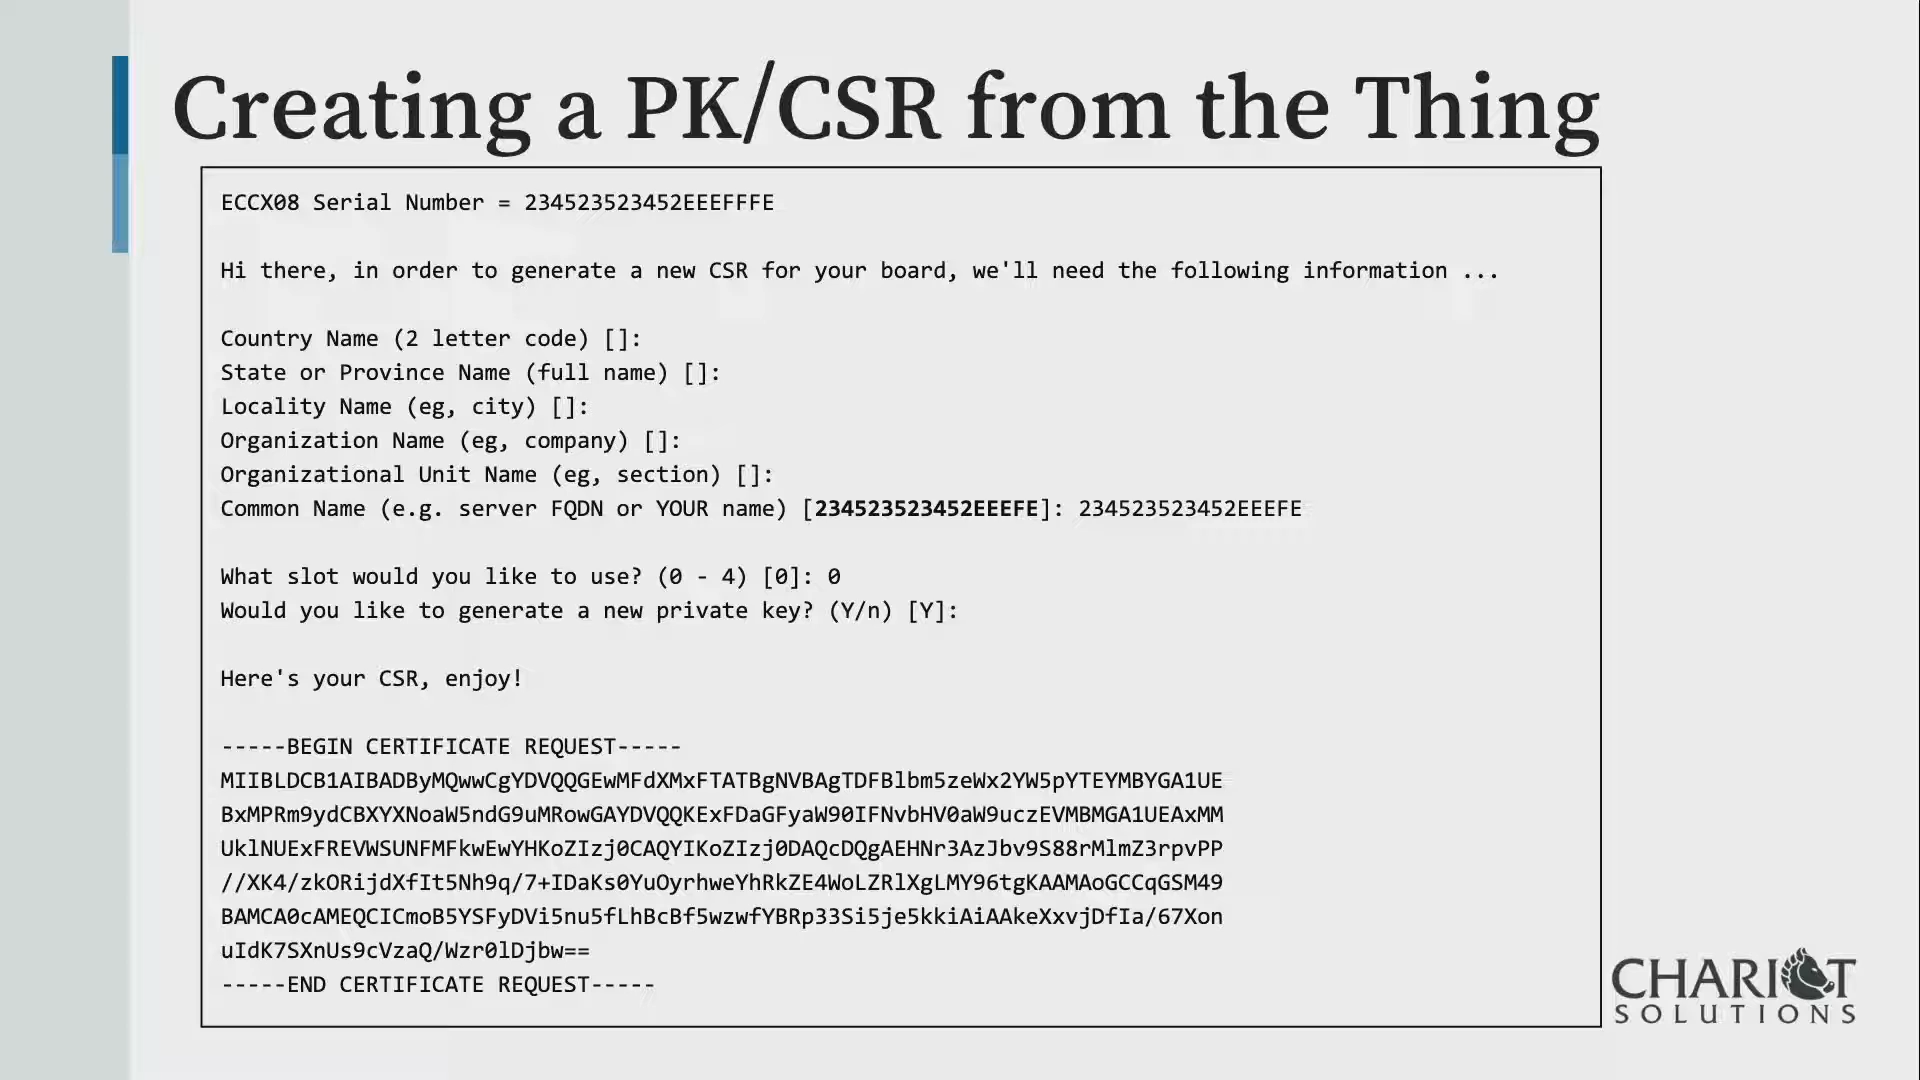 Creating a PK/CSR from the Thing
ECCX08 Serial Number = 234523523452EEEFFFE
Hi there, in order to generate a new CSR for your board, we'll need the following information ...
Country Name (2 letter code) []:
State or Province Name (full name) []:
Locality Name (eg, city) []:
Organization Name (eg, company) []:
Organizational Unit Name (eg, section) []:
Common Name (e.g. server FQDN or YOUR name) [234523523452EEEFE]: 234523523452EEEFE
What slot would you like to use? (0 - 4) [0]: 0
Would you like to generate a new private key? (Y/n) [Y]:
Here's your CSR, enjoy!
-----BEGIN CERTIFICATE REQUEST-----
MIIBLDCB1AIBADByMQwwCgYDVQQGEwMFdXMxFTATBgNVBAgTDFBlbm5zeWx2YW5pYTEYMBYGA1UE
BxMPRm9ydCBXYXNoaW5ndG9uMRowGAYDVQQKExFDaGFyaW90IFNvbHV0aW9uczEVMBMGA1UEAxMM
UklNUExFREVWSUNFMFkwEwYHKoZIzj0CAQYIKoZIzj0DAQcDQgAEHNr3AzJbv9S88rMlmZ3rpvPP
//XK4/zkORijdXfIt5Nh9q/7+IDaKs0YuOyrhweYhRkZE4WoLZRlXgLMY96tgKAAMAoGCCqGSM49
BAMCA0cAMEQCICmoB5YSFyDVi5nu5fLhBcBf5wzwfYBRp33Si5je5kkiAiAAkeXxvjDfIa/67Xon
uIdK7SXnUs9cVzaQ/Wzr0lDjbw==
-----END CERTIFICATE REQUEST-----
CHARIOT
SOLUTIONS